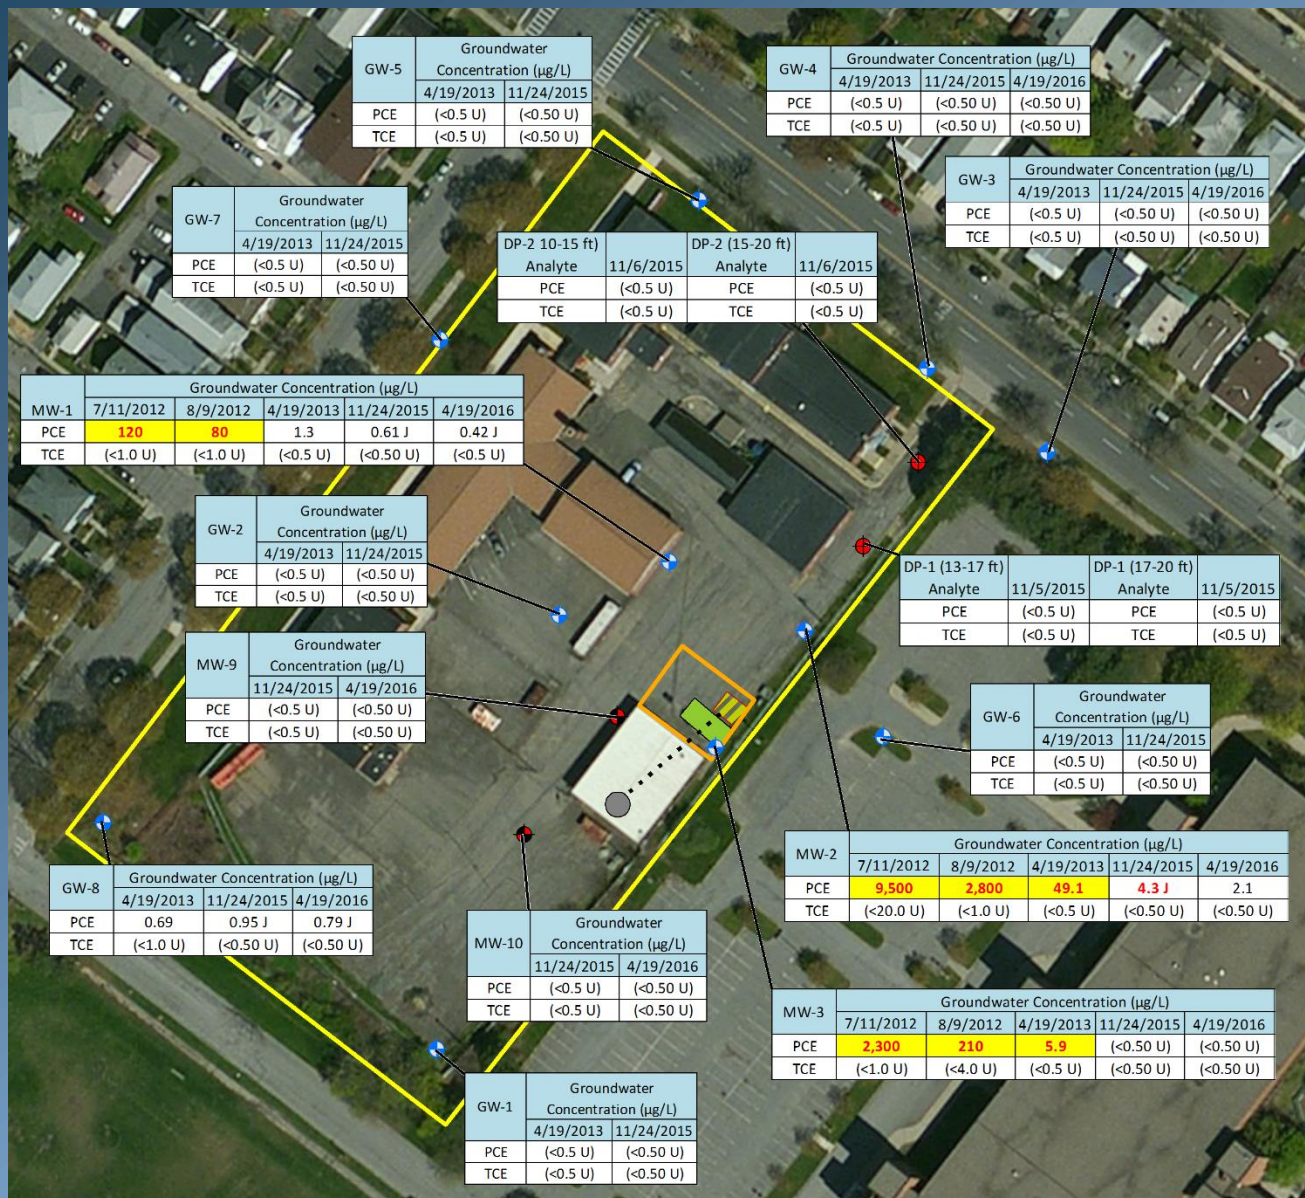 GW-5
Groundwater
Concentration (µg/L)
4/19/2013 11/24/2015
PCE (<0.5 U) (<0.50 U)
TCE (<0.5 U) (<0.50 U)
GW-4
Groundwater Concentration (µg/L)
4/19/2013 11/24/2015 4/19/2016
PCE (<0.5 U) (<0.50 U) (<0.50 U)
TCE (<0.5 U) (<0.50 U) (<0.50 U)
GW-3
Groundwater Concentration (µg/L)
4/19/2013 11/24/2015 4/19/2016
PCE (<0.5 U) (<0.50 U) (<0.50 U)
TCE (<0.5 U) (<0.50 U) (<0.50 U)
GW-7
Groundwater
Concentration (µg/L)
4/19/2013 11/24/2015
PCE (<0.5 U) (<0.50 U)
TCE (<0.5 U) (<0.50 U)
DP-2 10-15 ft) DP-2 (15-20 ft)
Analyte 11/6/2015 Analyte 11/6/2015
PCE (<0.5 U) PCE (<0.5 U)
TCE (<0.5 U) TCE (<0.5 U)
MW-1
Groundwater Concentration (µg/L)
7/11/2012 8/9/2012 4/19/2013 11/24/2015 4/19/2016
PCE 120 80 1.3 0.61 J 0.42 J
TCE (<1.0 U) (<1.0 U) (<0.5 U) (<0.50 U) (<0.5 U)
GW-2
Groundwater
Concentration (µg/L)
4/19/2013 11/24/2015
PCE (<0.5 U) (<0.50 U)
TCE (<0.5 U) (<0.50 U)
DP-1 (13-17 ft) DP-1 (17-20 ft)
Analyte 11/5/2015 Analyte 11/5/2015
PCE (<0.5 U) PCE (<0.5 U)
TCE (<0.5 U) TCE (<0.5 U)
MW-9
Groundwater
Concentration (µg/L)
11/24/2015 4/19/2016
PCE (<0.5 U) (<0.50 U)
TCE (<0.5 U) (<0.50 U)
GW-6
Groundwater
Concentration (µg/L)
4/19/2013 11/24/2015
PCE (<0.5 U) (<0.50 U)
TCE (<0.5 U) (<0.50 U)
MW-2
Groundwater Concentration (µg/L)
7/11/2012 8/9/2012 4/19/2013 11/24/2015 4/19/2016
PCE 9,500 2,800 49.1 4.3 J 2.1
TCE (<20.0 U) (<1.0 U) (<0.5 U) (<0.50 U) (<0.50 U)
GW-8
Groundwater Concentration (µg/L)
4/19/2013 11/24/2015 4/19/2016
PCE 0.69 0.95 J 0.79 J
TCE (<1.0 U) (<0.50 U) (<0.50 U)
MW-10
Groundwater
Concentration (µg/L)
11/24/2015 4/19/2016
PCE (<0.5 U) (<0.50 U)
TCE (<0.5 U) (<0.50 U)
MW-3
Groundwater Concentration (µg/L)
7/11/2012 8/9/2012 4/19/2013 11/24/2015 4/19/2016
PCE 2,300 210 5.9 (<0.50 U) (<0.50 U)
TCE (<1.0 U) (<4.0 U) (<0.5 U) (<0.50 U) (<0.50 U)
GW-1
Groundwater
Concentration (µg/L)
4/19/2013 11/24/2015
PCE (<0.5 U) (<0.50 U)
TCE (<0.5 U) (<0.50 U)